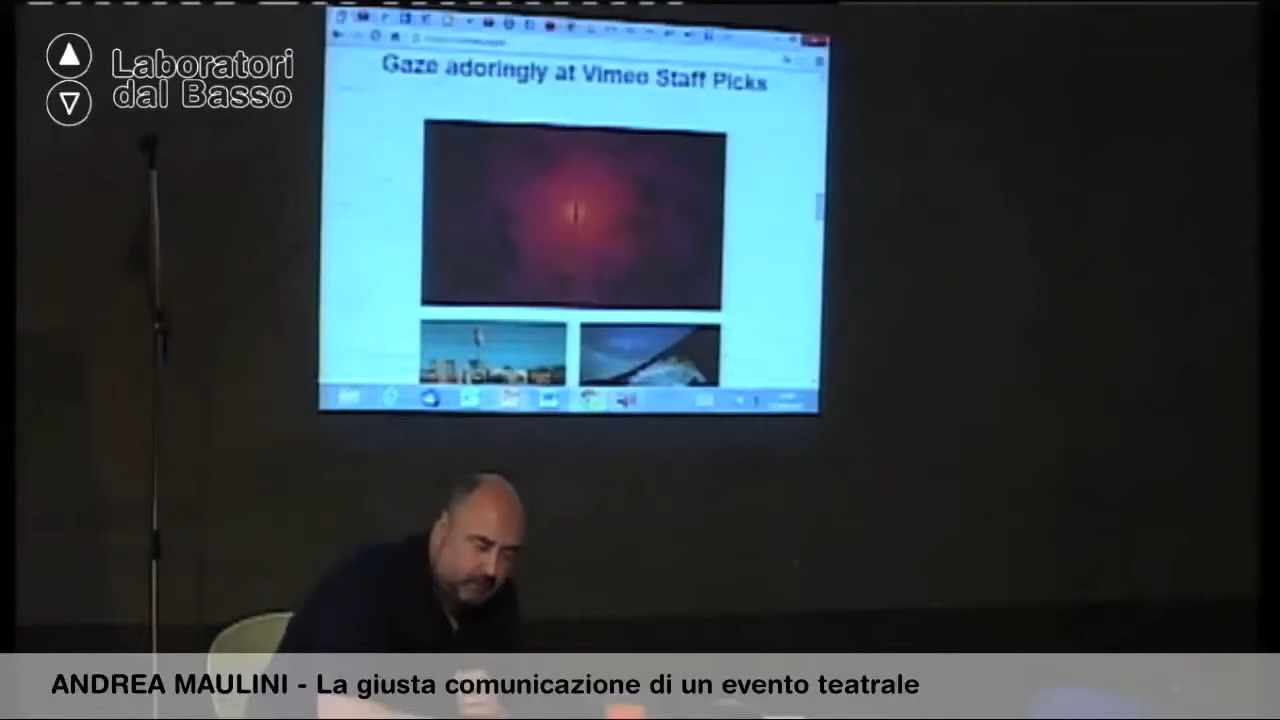 Laboratori
dal Basso
Gaze adoringly at Vimeo Staff Picks
ANDREA MAULINI - La giusta comunicazione di un evento teatrale